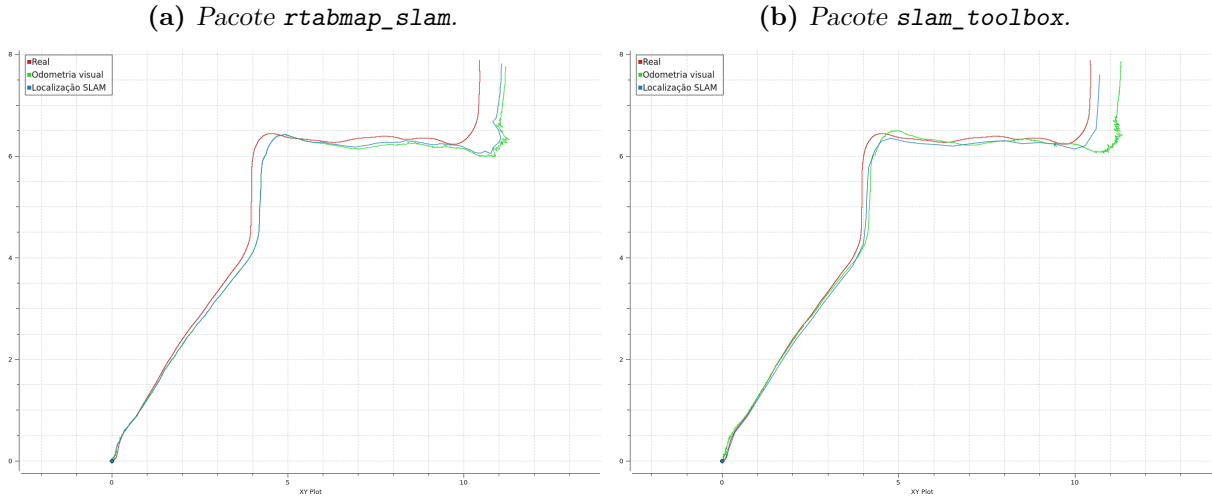 (a) Pacote rtabmap_slam.
8
6
4
2
0
0
5
10
XY Plot
Real
Odometria visual
Localização SLAM
(b) Pacote slam_toolbox.
8
6
4
2
0
0
5
10
XY Plot
Real
Odometria visual
Localização SLAM